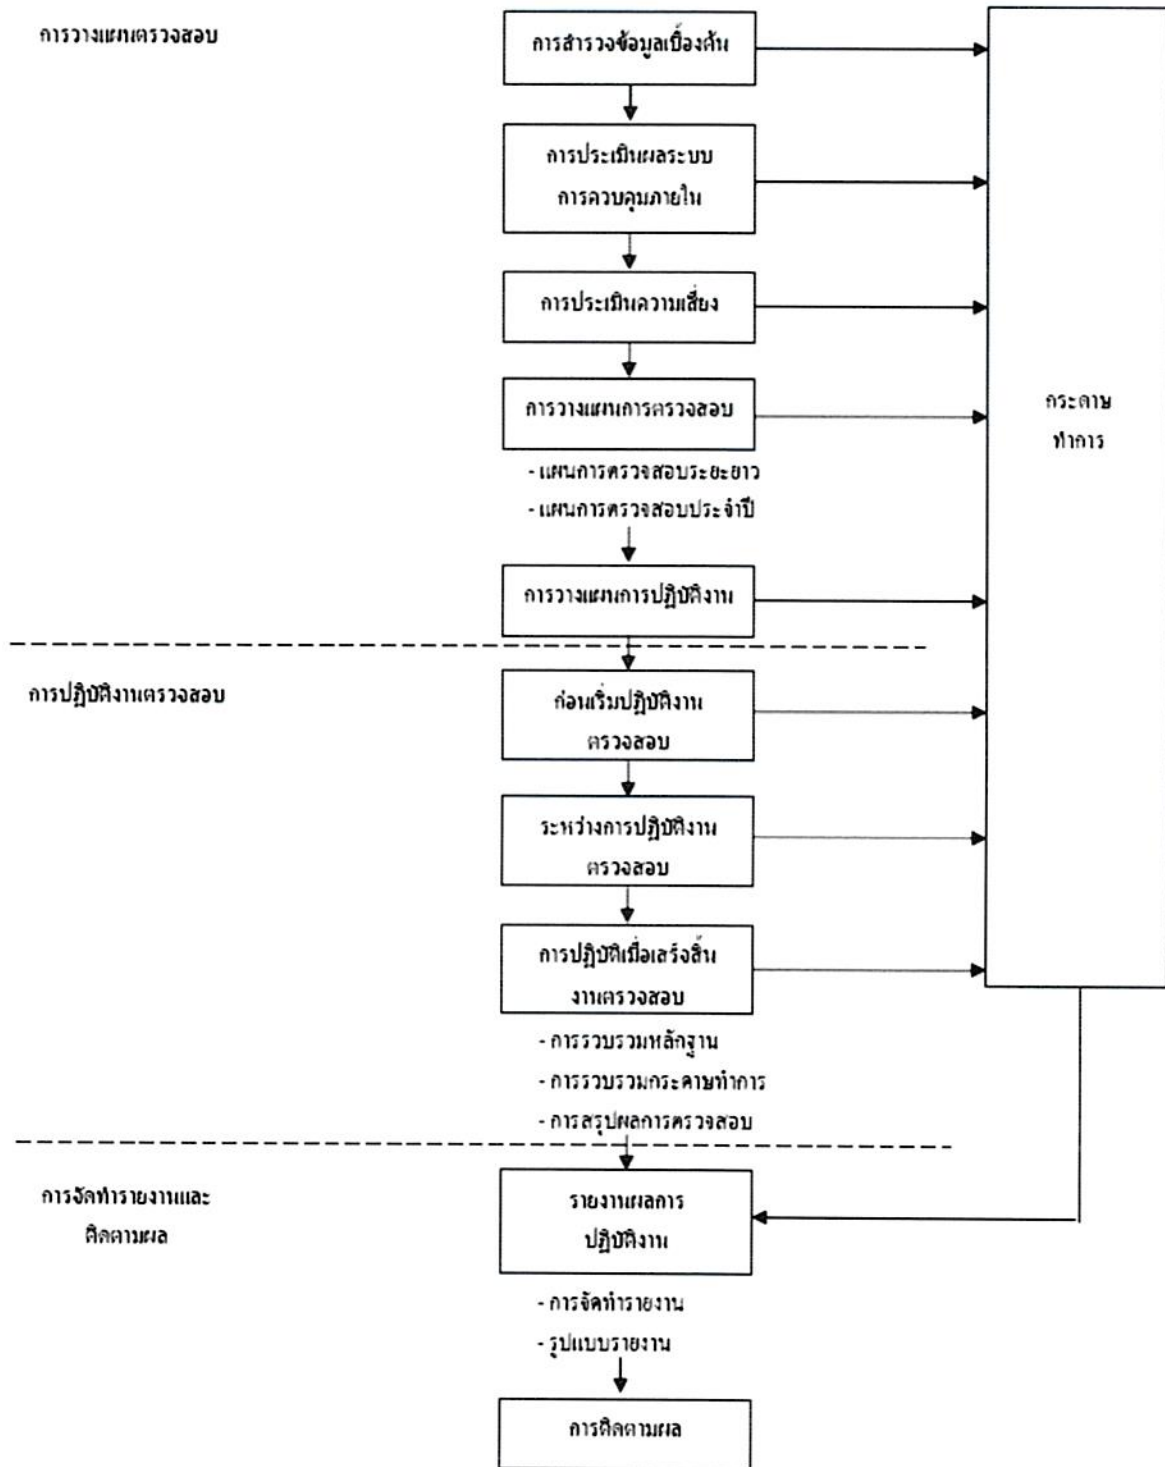 การวางแผนตรวจสอบ
การสำรวจข้อมูลเบื้องต้น
การประเมินผลระบบ
การควบคุมภายใน
การประเมินความเสี่ยง
การวางแผนการตรวจสอบ
- แผนการตรวจสอบระยะยาว
- แผนการตรวจสอบประจำปี
การวางแผนการปฏิบัติงาน
กระดาษ
ทำการ
การปฏิบัติงานตรวจสอบ
ก่อนเริ่มปฏิบัติงาน
ตรวจสอบ
ระหว่างการปฏิบัติงาน
ตรวจสอบ
การปฏิบัติเมื่อเสร็จสิ้น
งานตรวจสอบ
- การรวบรวมหลักฐาน
- การรวบรวมกระดาษทำการ
- การสรุปผลการตรวจสอบ
การจัดทำรายงานและ
ติดตามผล
รายงานผลการ
ปฏิบัติงาน
- การจัดทำรายงาน
- รูปแบบรายงาน
การติดตามผล